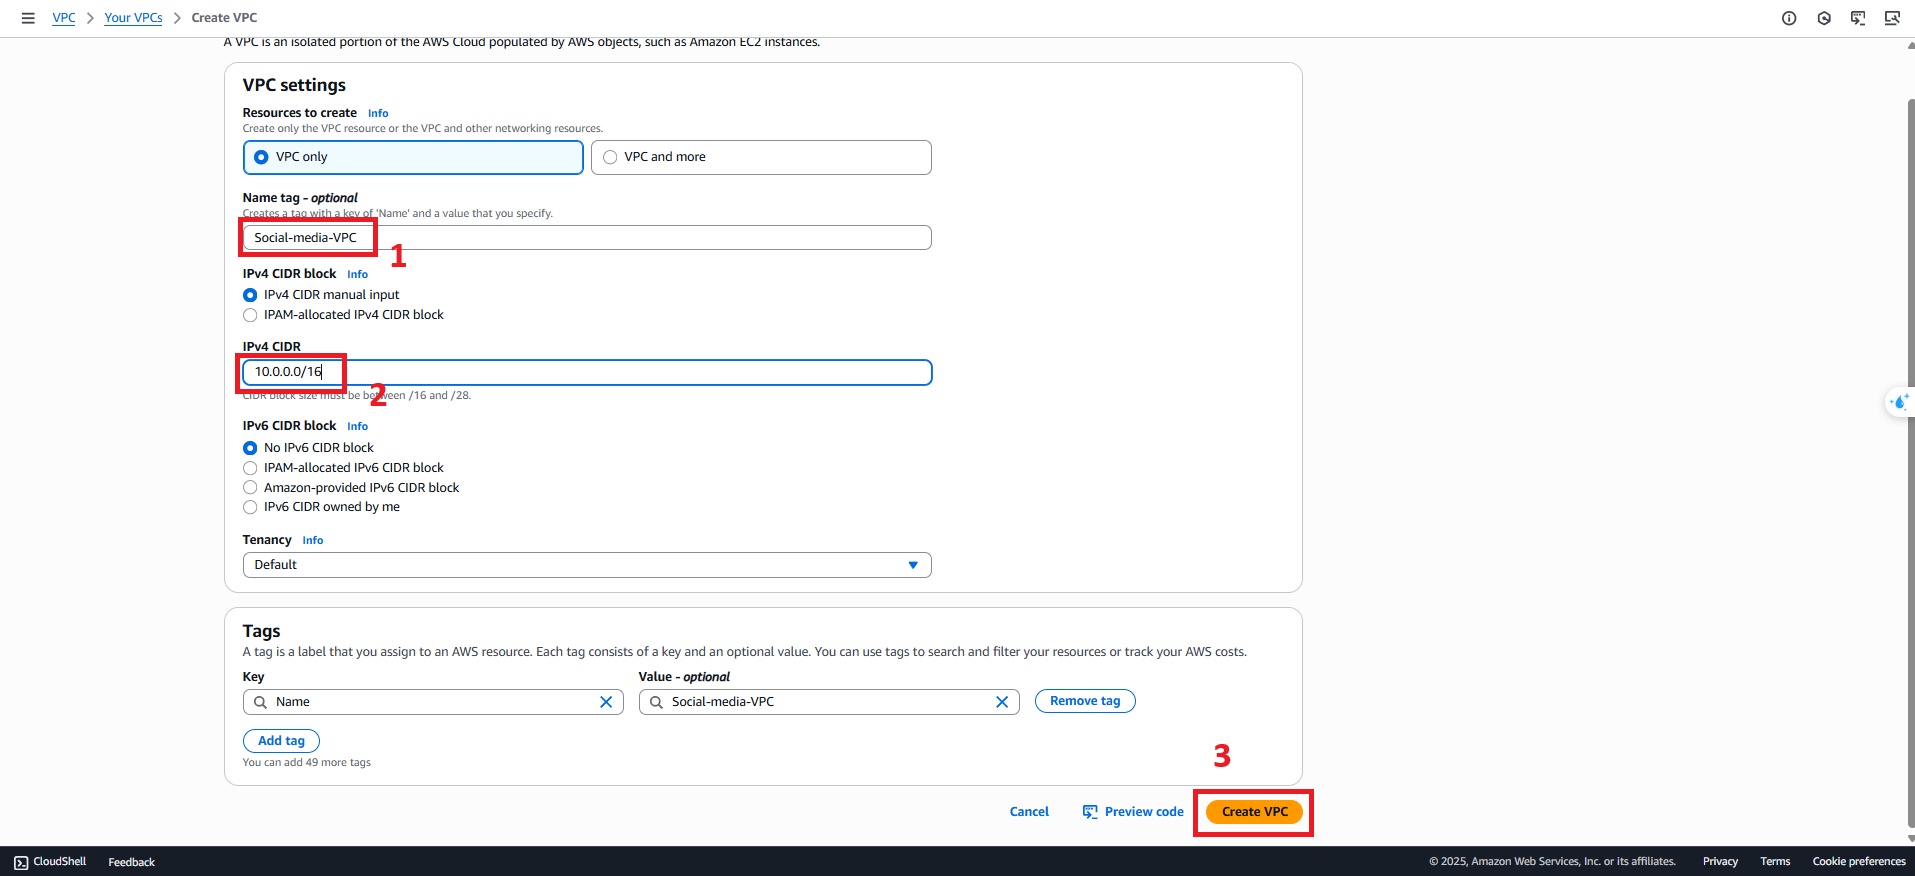 VPC > Your VPCs > Create VPC
A VPC is an isolated portion of the AWS Cloud populated by AWS objects, such as Amazon EC2 instances.
VPC settings
Resources to create Info
Create only the VPC resource or the VPC and other networking resources.
VPC only VPC and more
Name tag - optional
Creates a tag with a key of 'Name' and a value that you specify.
Social-media-VPC
1
IPv4 CIDR block Info
IPv4 CIDR manual input
IPAM-allocated IPv4 CIDR block
IPv4 CIDR
10.0.0.0/16
2
CIDR block size must be between /16 and /28.
IPv6 CIDR block Info
No IPv6 CIDR block
IPAM-allocated IPv6 CIDR block
Amazon-provided IPv6 CIDR block
IPv6 CIDR owned by me
Tenancy Info
Default
Tags
A tag is a label that you assign to an AWS resource. Each tag consists of a key and an optional value. You can use tags to search and filter your resources or track your AWS costs.
Key Value - optional
Name Social-media-VPC Remove tag
Add tag
You can add 49 more tags
3
Cancel Preview code Create VPC
CloudShell Feedback © 2025, Amazon Web Services, Inc. or its affiliates. Privacy Terms Cookie preferences